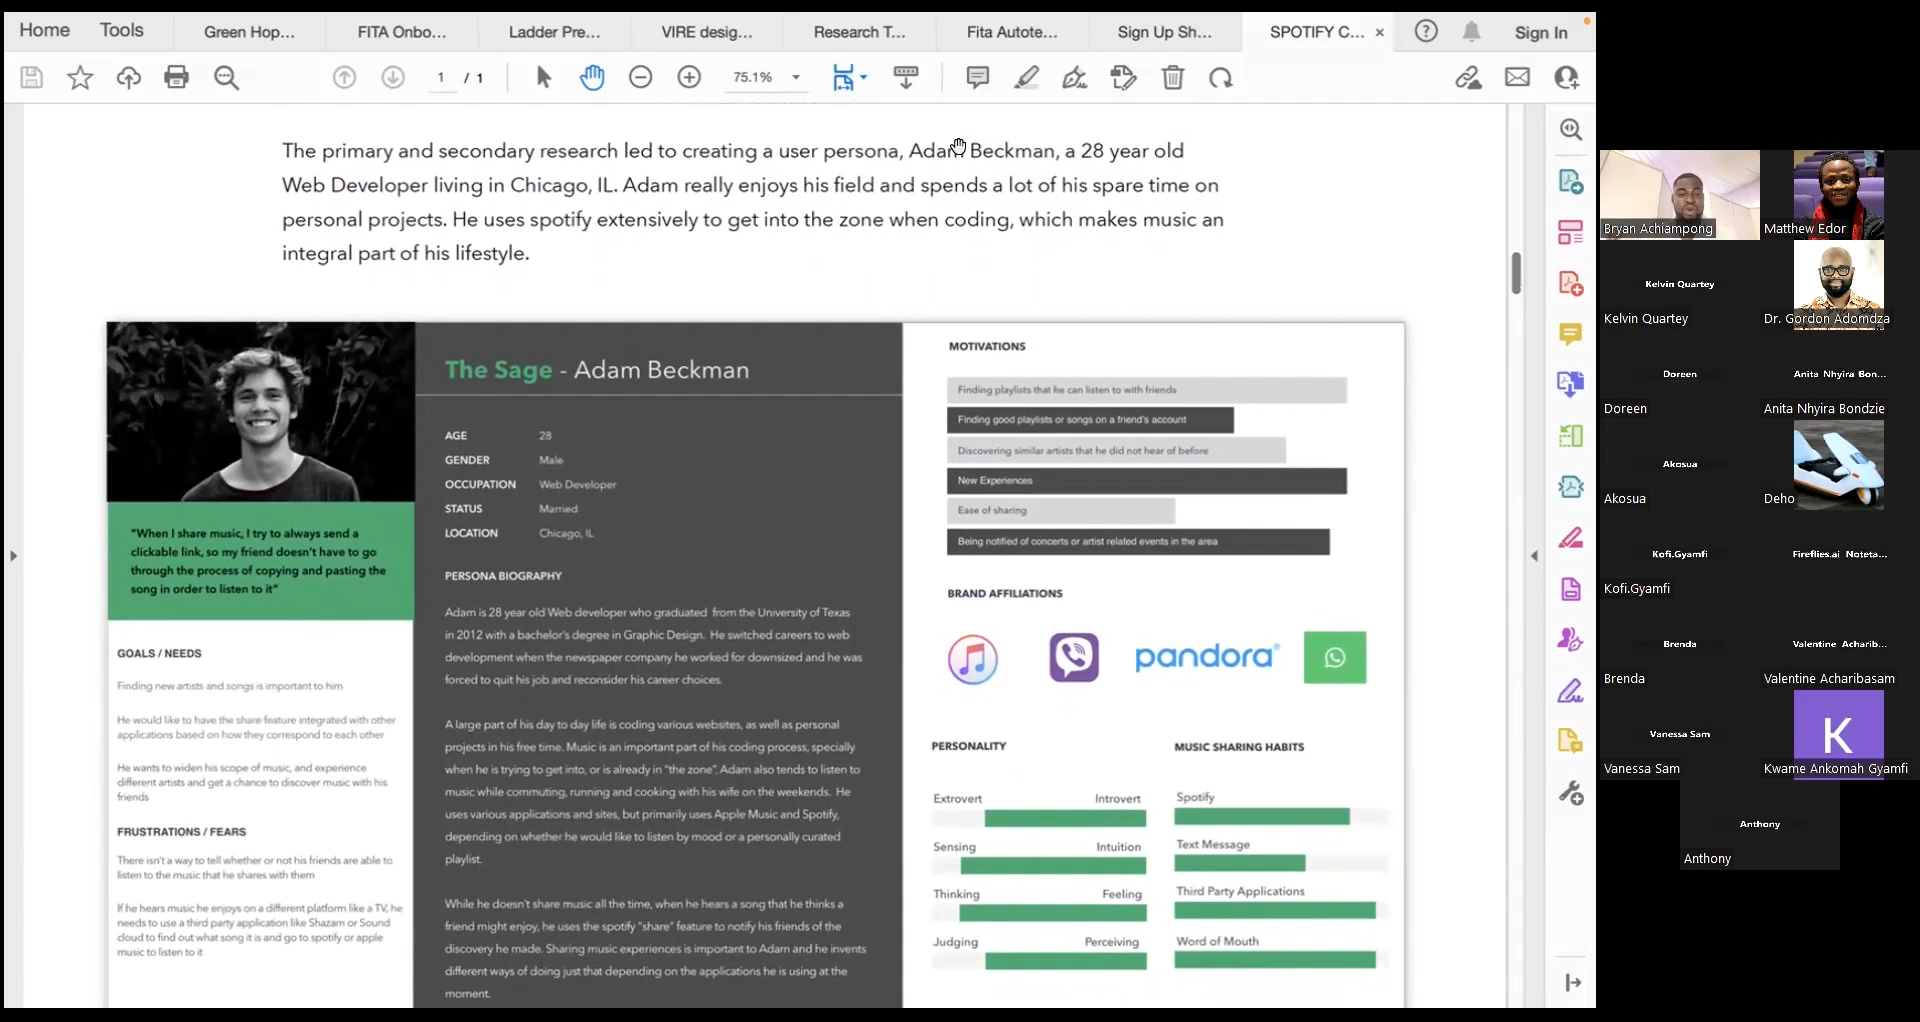 Home
Tools
Green Hop...
FITA Onbo...
Ladder Pre...
VIRE desig...
Research T...
Fita Autote...
Sign Up Sh...
SPOTIFY C...
Sign In
1 / 1
75.1%
The primary and secondary research led to creating a user persona, Adam Beckman, a 28 year old
Web Developer living in Chicago, IL. Adam really enjoys his field and spends a lot of his spare time on
personal projects. He uses spotify extensively to get into the zone when coding, which makes music an
integral part of his lifestyle.
"When I share music, I try to always send a
clickable link, so my friend doesn't have to go
through the process of copying and pasting the
song in order to listen to it"
GOALS / NEEDS
Finding new artists and songs is important to him
He would like to have the share feature integrated with other
applications based on how they correspond to each other
He wants to widen his scope of music, and experience
different artists and get a chance to discover music with his
friends
FRUSTRATIONS / FEARS
There isn't a way to tell whether or not his friends are able to
listen to the music that he shares with them
If he hears music he enjoys on a different platform like a TV, he
needs to use a third party application like Shazam or Sound
cloud to find out what song it is and go to spotify or apple
music to listen to it
The Sage - Adam Beckman
AGE 28
GENDER Male
OCCUPATION Web Developer
STATUS Married
LOCATION Chicago, IL
PERSONA BIOGRAPHY
Adam is 28 year old Web developer who graduated from the University of Texas
in 2012 with a bachelor's degree in Graphic Design. He switched careers to web
development when the newspaper company he worked for downsized and he was
forced to quit his job and reconsider his career choices.
A large part of his day to day life is coding various websites, as well as personal
projects in his free time. Music is an important part of his coding process, specially
when he is trying to get into, or is already in "the zone". Adam also tends to listen to
music while commuting, running and cooking with his wife on the weekends. He
uses various applications and sites, but primarily uses Apple Music and Spotify,
depending on whether he would like to listen by mood or a personally curated
playlist.
While he doesn't share music all the time, when he hears a song that he thinks a
friend might enjoy, he uses the spotify "share" feature to notify his friends of the
discovery he made. Sharing music experiences is important to Adam and he invents
different ways of doing just that depending on the applications he is using at the
moment.
MOTIVATIONS
Finding playlists that he can listen to with friends
Finding good playlists or songs on a friend's account
Discovering similar artists that he did not hear of before
New Experiences
Ease of sharing
Being notified of concerts or artist related events in the area
BRAND AFFILIATIONS
pandora
PERSONALITY
Extrovert Introvert
Sensing Intuition
Thinking Feeling
Judging Perceiving
MUSIC SHARING HABITS
Spotify
Text Message
Third Party Applications
Word of Mouth
Bryan Achiampong
Matthew Edor
Kelvin Quartey
Kelvin Quartey
Dr. Gordon Adomdza
Doreen
Doreen
Anita Nhyira Bon...
Anita Nhyira Bondzie
Akosua
Akosua
Deho
Kofi.Gyamfi
Kofi.Gyamfi
Fireflies.ai Noteta...
Brenda
Brenda
Valentine Acharib...
Valentine Acharibasam
Vanessa Sam
Vanessa Sam
K
Kwame Ankomah Gyamfi
Anthony
Anthony